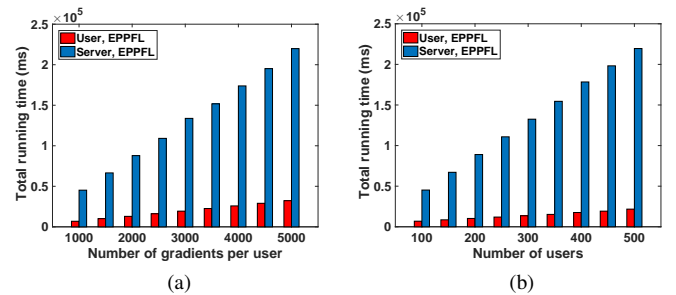 ×10⁵
User, EPPFL
Server, EPPFL
Total running time (ms)
2.5
2
1.5
1
0.5
0
1000 2000 3000 4000 5000
Number of gradients per user
(a)
×10⁵
User, EPPFL
Server, EPPFL
Total running time (ms)
2.5
2
1.5
1
0.5
0
100 200 300 400 500
Number of users
(b)